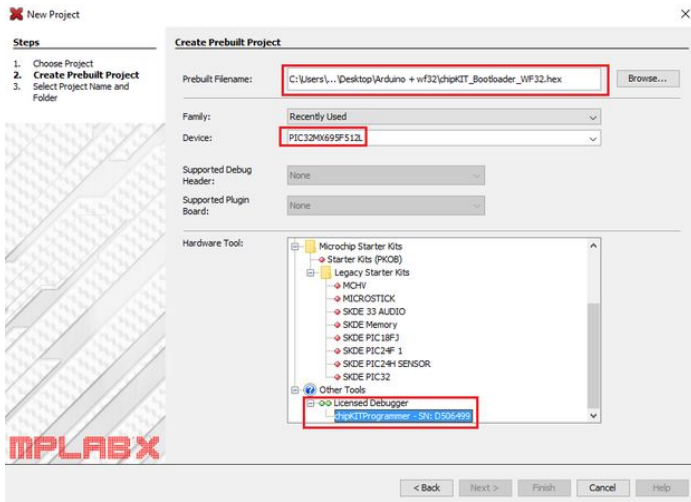 New Project
Steps
1. Choose Project
2. Create Prebuilt Project
3. Select Project Name and
Folder
Create Prebuilt Project
Prebuilt Filename:
C:\Users\...\Desktop\Arduino + wf32\chipKIT_Bootloader_WF32.hex
Browse...
Family:
Recently Used
Device:
PIC32MX695F512L
Supported Debug
Header:
None
Supported Plugin
Board:
None
Hardware Tool:
Microchip Starter Kits
Starter Kits (PKOB)
Legacy Starter Kits
MCHV
MICROSTICK
SKDE 33 AUDIO
SKDE Memory
SKDE PIC18FJ
SKDE PIC24F 1
SKDE PIC24H SENSOR
SKDE PIC32
Other Tools
Licensed Debugger
chipKITProgrammer - SN: D506499
MPLAB X
< Back
Next >
Finish
Cancel
Help